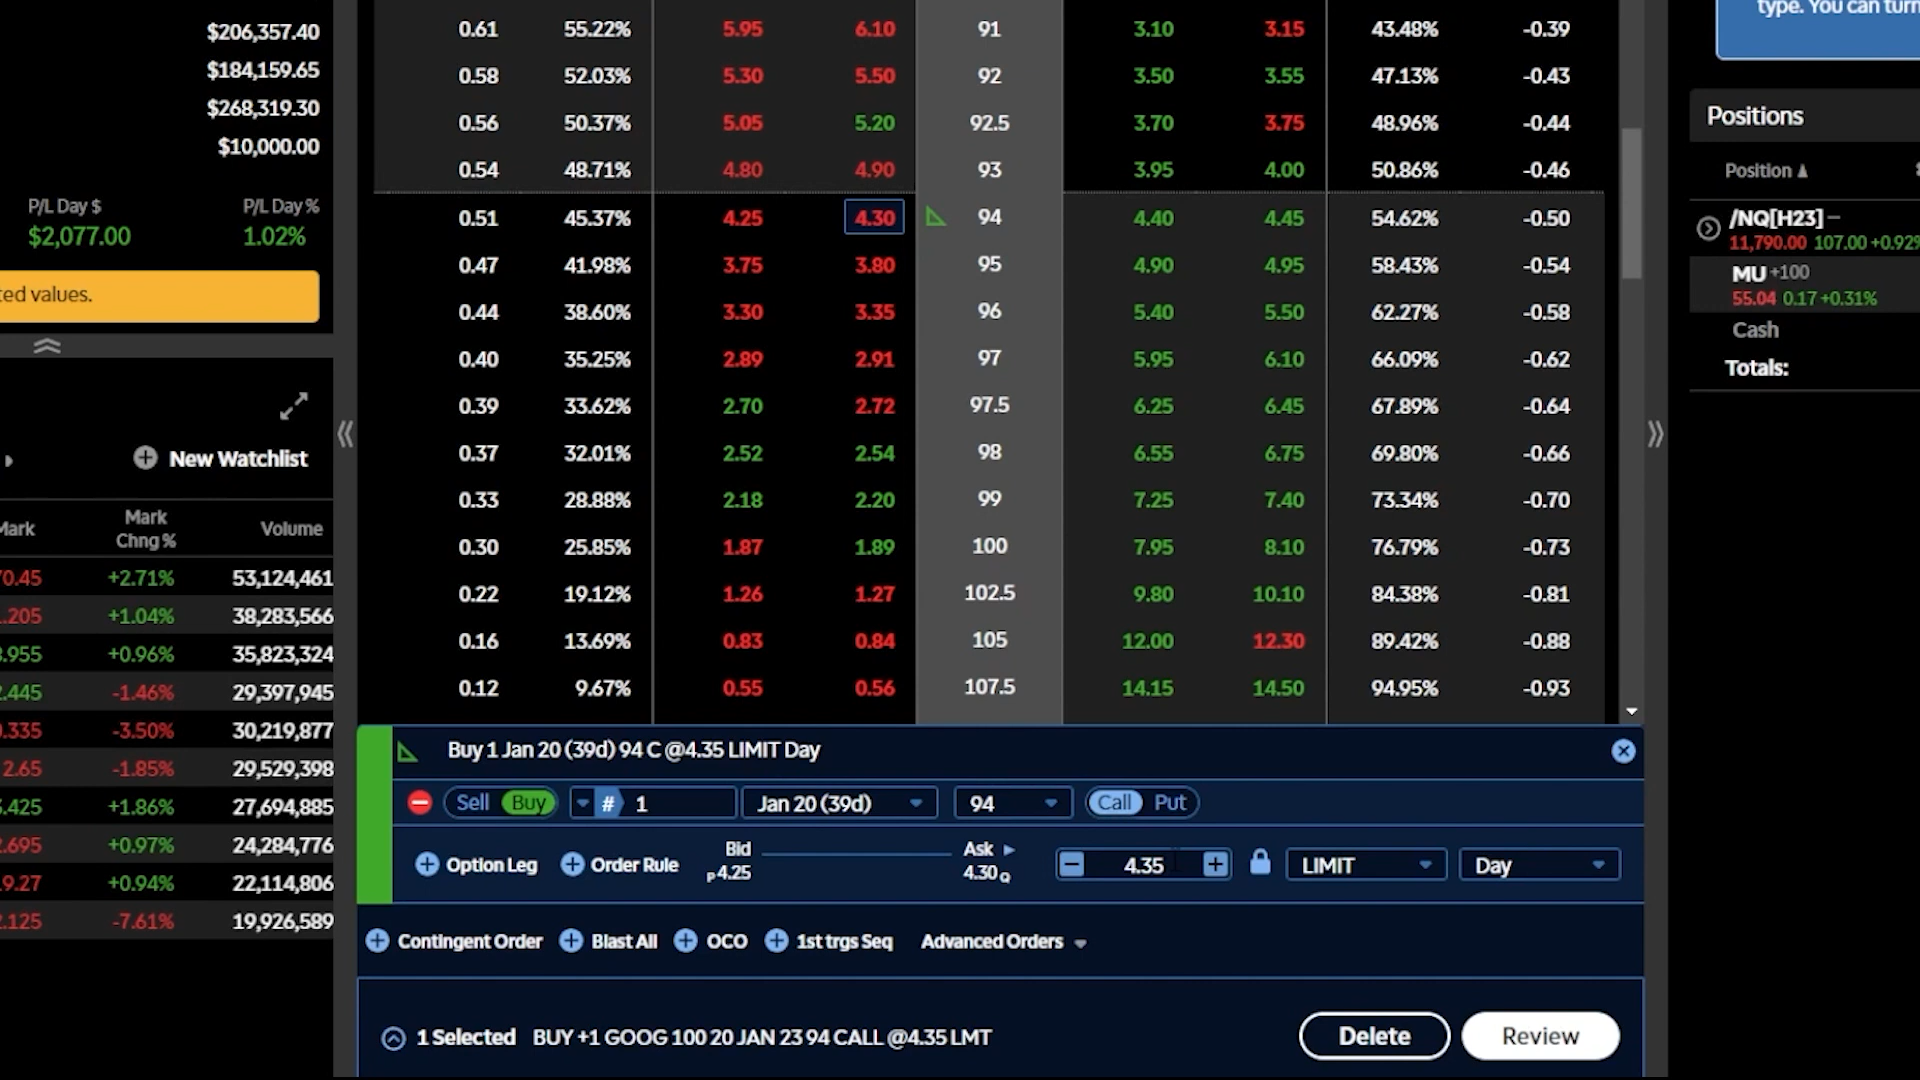 $206,357.40
$184,159.65
$268,319.30
$10,000.00
P/L Day $ P/L Day %
$2,077.00 1.02%
values.
New Watchlist
Mark Mark Chng % Volume
0.45 +2.71% 53,124,461
.205 +1.04% 38,283,566
.955 +0.96% 35,823,324
.445 -1.46% 29,397,945
.335 -3.50% 30,219,877
2.65 -1.85% 29,529,398
.425 +1.86% 27,694,885
.695 +0.97% 24,284,776
9.27 +0.94% 22,114,806
.125 -7.61% 19,926,589
0.61 55.22% 5.95 6.10 91 3.10 3.15 43.48% -0.39
0.58 52.03% 5.30 5.50 92 3.50 3.55 47.13% -0.43
0.56 50.37% 5.05 5.20 92.5 3.70 3.75 48.96% -0.44
0.54 48.71% 4.80 4.90 93 3.95 4.00 50.86% -0.46
0.51 45.37% 4.25 4.30 94 4.40 4.45 54.62% -0.50
0.47 41.98% 3.75 3.80 95 4.90 4.95 58.43% -0.54
0.44 38.60% 3.30 3.35 96 5.40 5.50 62.27% -0.58
0.40 35.25% 2.89 2.91 97 5.95 6.10 66.09% -0.62
0.39 33.62% 2.70 2.72 97.5 6.25 6.45 67.89% -0.64
0.37 32.01% 2.52 2.54 98 6.55 6.75 69.80% -0.66
0.33 28.88% 2.18 2.20 99 7.25 7.40 73.34% -0.70
0.30 25.85% 1.87 1.89 100 7.95 8.10 76.79% -0.73
0.22 19.12% 1.26 1.27 102.5 9.80 10.10 84.38% -0.81
0.16 13.69% 0.83 0.84 105 12.00 12.30 89.42% -0.88
0.12 9.67% 0.55 0.56 107.5 14.15 14.50 94.95% -0.93
Buy 1 Jan 20 (39d) 94 C @4.35 LIMIT Day
Sell Buy # 1 Jan 20 (39d) 94 Call Put
Option Leg Order Rule Bid P4.25 Ask 4.30Q 4.35 LIMIT Day
Contingent Order Blast All OCO 1st trgs Seq Advanced Orders
1 Selected BUY +1 GOOG 100 20 JAN 23 94 CALL @4.35 LMT Delete Review
type. You can turn
Positions
Position
/NQ[H23]
11,790.00 107.00 +0.92%
MU +100
55.04 0.17 +0.31%
Cash
Totals: